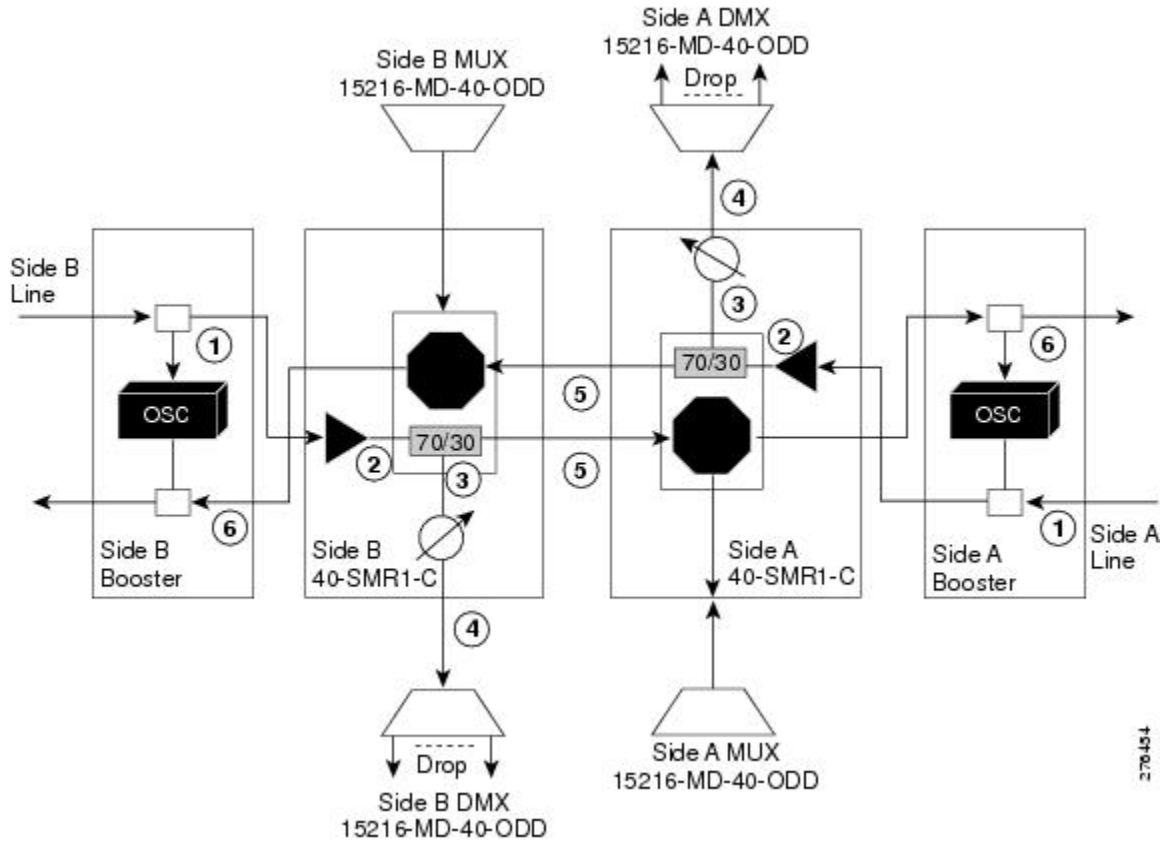 Side A DMX
15216-MD-40-ODD
Drop
Side B MUX
15216-MD-40-ODD
4
Side B
Line
3
2
1
6
70/30
5
OSC
OSC
70/30
2
5
3
6
1
Side B
Booster
Side B
40-SMR1-C
Side A
40-SMR1-C
Side A
Booster
Side A
Line
4
Drop
Side B DMX
15216-MD-40-ODD
Side A MUX
15216-MD-40-ODD
276454